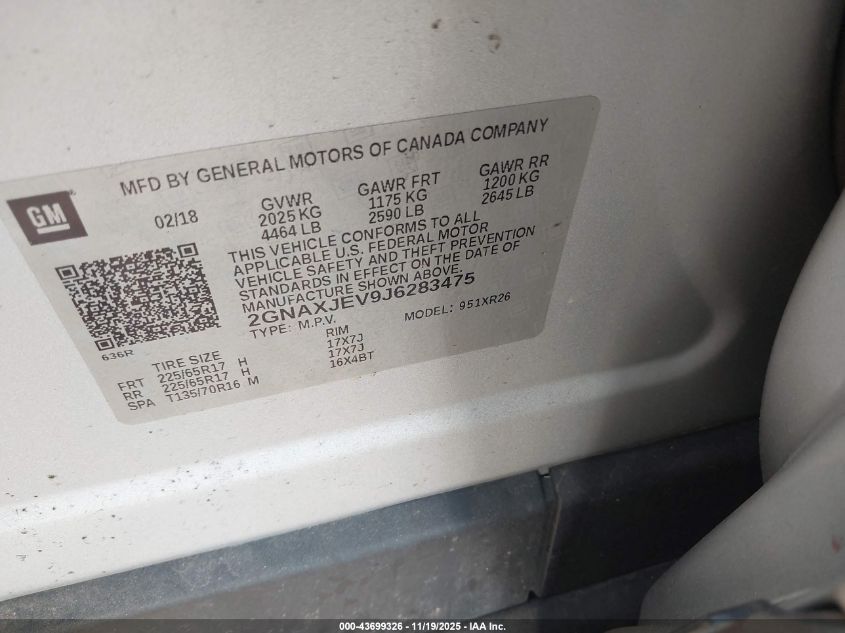 MFD BY GENERAL MOTORS OF CANADA COMPANY
GM
02/18
GVWR
2025 KG
4464 LB
GAWR FRT
1175 KG
2590 LB
GAWR RR
1200 KG
2645 LB
THIS VEHICLE CONFORMS TO ALL
APPLICABLE U.S. FEDERAL MOTOR
VEHICLE SAFETY AND THEFT PREVENTION
STANDARDS IN EFFECT ON THE DATE OF
MANUFACTURE SHOWN ABOVE.
2GNAXJEV9J6283475
TYPE: M.P.V. MODEL: 951XR26
636R
TIRE SIZE RIM
FRT 225/65R17 H 17X7J
RR 225/65R17 H 17X7J
SPA T135/70R16 M 16X4BT
000-43699326 - 11/19/2025 - IAA Inc.